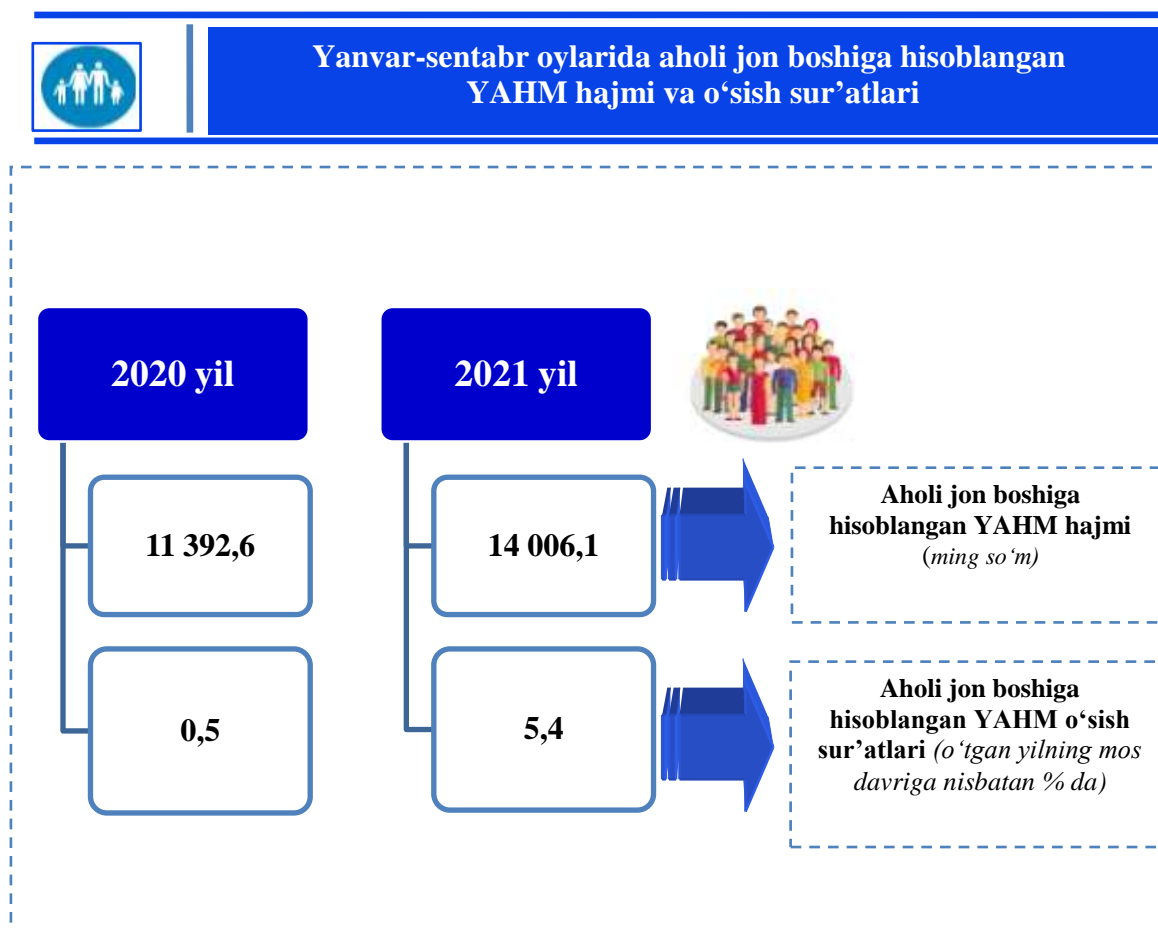 Yanvar-sentabr oylarida aholi jon boshiga hisoblangan
YAHM hajmi va o‘sish sur’atlari
2020 yil
2021 yil
11 392,6
14 006,1
Aholi jon boshiga
hisoblangan YAHM hajmi
(ming so‘m)
0,5
5,4
Aholi jon boshiga
hisoblangan YAHM o‘sish
sur’atlari (o‘tgan yilning mos
davriga nisbatan % da)